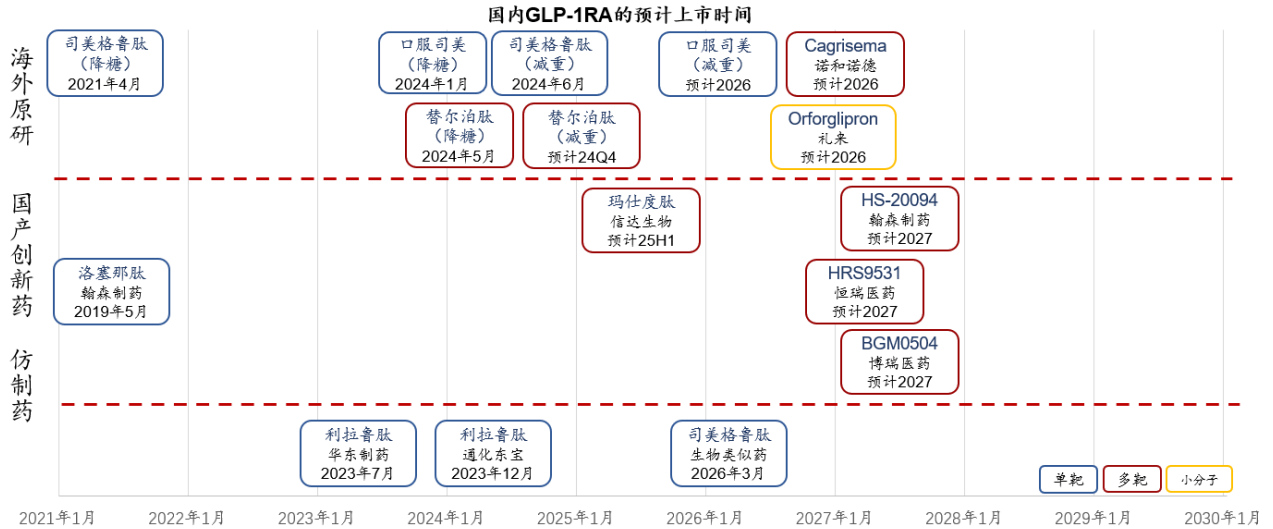 国内GLP-1RA的预计上市时间
海外原研
司美格鲁肽
（降糖）
2021年4月
口服司美
（降糖）
2024年1月
司美格鲁肽
（减重）
2024年6月
口服司美
（减重）
预计2026
Cagrisema
诺和诺德
预计2026
替尔泊肽
（降糖）
2024年5月
替尔泊肽
（减重）
预计24Q4
Orforglipron
礼来
预计2026
国产创新药
玛仕度肽
信达生物
预计25H1
HS-20094
翰森制药
预计2027
洛塞那肽
翰森制药
2019年5月
HRS9531
恒瑞医药
预计2027
BGM0504
博瑞医药
预计2027
仿制药
利拉鲁肽
华东制药
2023年7月
利拉鲁肽
通化东宝
2023年12月
司美格鲁肽
生物类似药
2026年3月
单靶
多靶
小分子
2021年1月
2022年1月
2023年1月
2024年1月
2025年1月
2026年1月
2027年1月
2028年1月
2029年1月
2030年1月